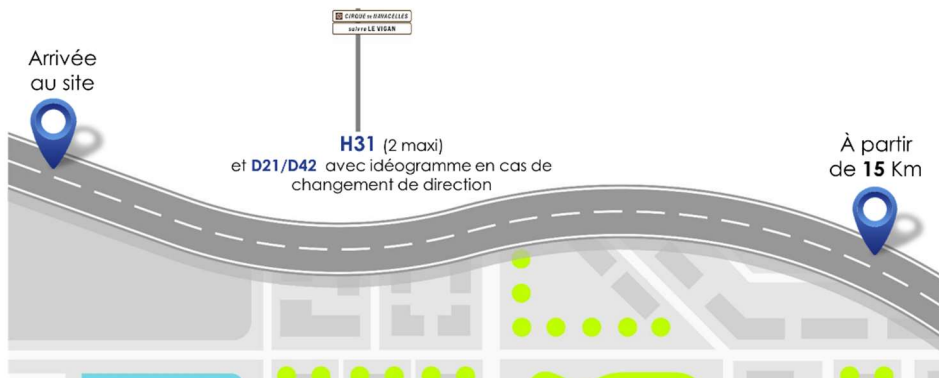 CIRQUE DE NAVACELLES
suivre LE VIGAN
Arrivée
au site
H31 (2 maxi)
et D21/D42 avec idéogramme en cas de
changement de direction
À partir
de 15 Km